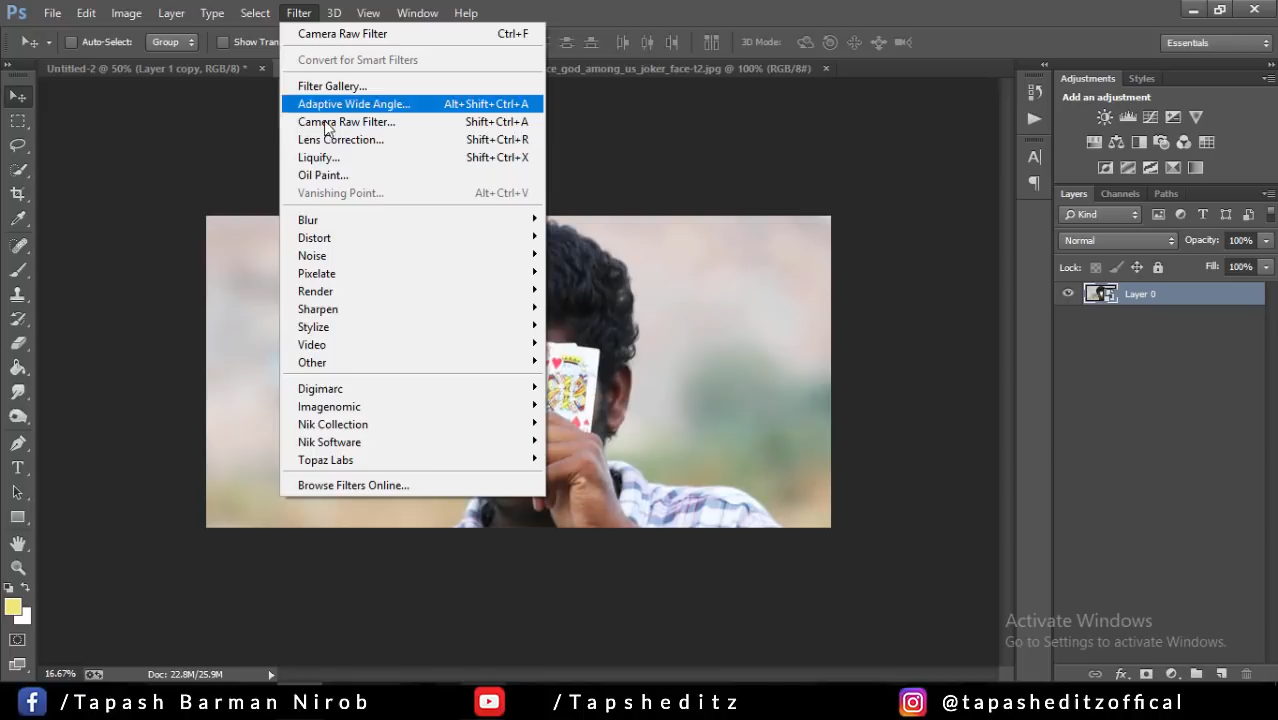 Ps File Edit Image Layer Type Select Filter 3D View Window Help
Auto-Select: Group Show Tran 3D Mode: Essentials
Untitled-2 @ 50% (Layer 1 copy, RGB/8) * × ce_god_among_us_joker_face-t2.jpg @ 100% (RGB/8#) ×
Camera Raw Filter Ctrl+F
Convert for Smart Filters
Filter Gallery...
Adaptive Wide Angle... Alt+Shift+Ctrl+A
Camera Raw Filter... Shift+Ctrl+A
Lens Correction... Shift+Ctrl+R
Liquify... Shift+Ctrl+X
Oil Paint...
Vanishing Point... Alt+Ctrl+V
Blur
Distort
Noise
Pixelate
Render
Sharpen
Stylize
Video
Other
Digimarc
Imagenomic
Nik Collection
Nik Software
Topaz Labs
Browse Filters Online...
Adjustments Styles
Add an adjustment
Layers Channels Paths
Kind
Normal Opacity: 100%
Lock: Fill: 100%
Layer 0
Activate Windows
Go to Settings to activate Windows.
16.67% Doc: 22.8M/25.9M
/Tapash Barman Nirob /Tapsheditz @tapasheditzoffical